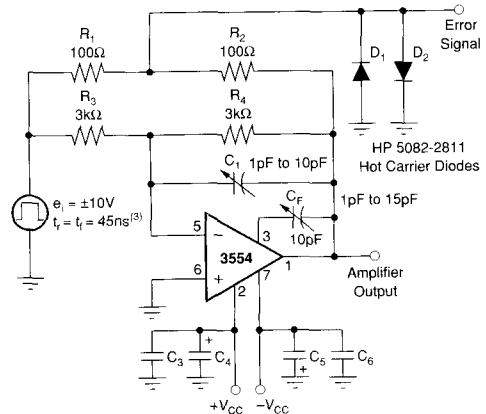 Error
Signal
R1
100Ω
R2
100Ω
R3
3kΩ
R4
3kΩ
D1
D2
HP 5082-2811
Hot Carrier Diodes
C1
1pF to 10pF
1pF to 15pF
CF
10pF
ei = ±10V
tr = tf = 45ns(3)
5
−
3
3554
1
6
+
7
2
Amplifier
Output
C3
+
C4
C5
+
C6
+VCC
−VCC